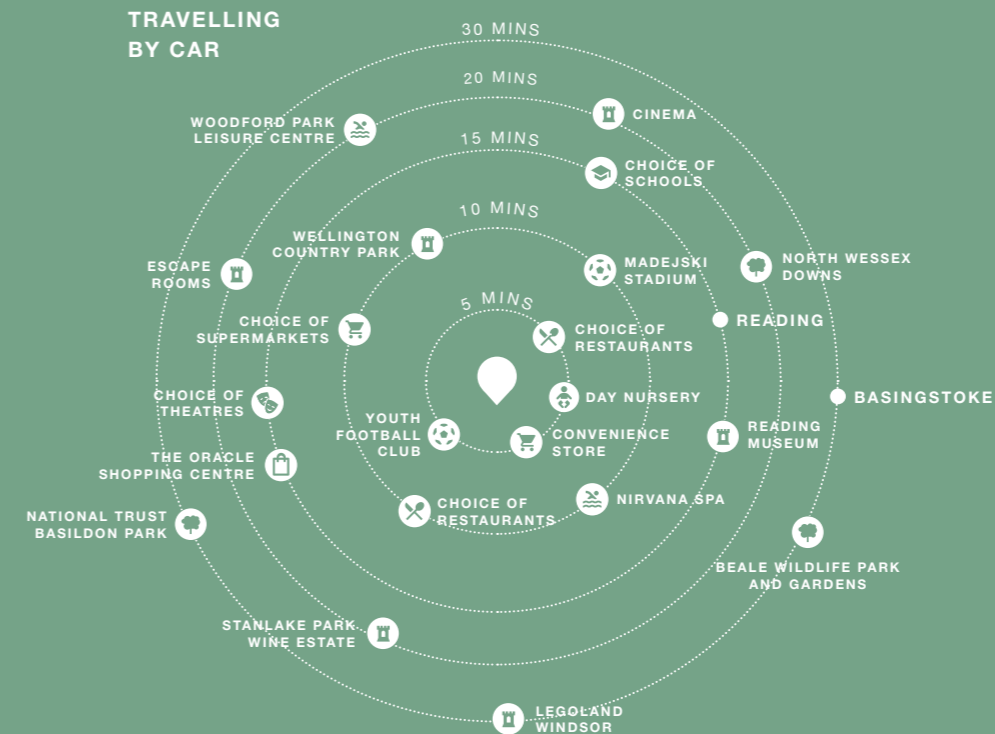 TRAVELLING
BY CAR
30 MINS
20 MINS
WOODFORD PARK
LEISURE CENTRE
CINEMA
15 MINS
CHOICE OF
SCHOOLS
10 MINS
WELLINGTON
COUNTRY PARK
ESCAPE
ROOMS
MADEJSKI
STADIUM
NORTH WESSEX
DOWNS
5 MINS
CHOICE OF
SUPERMARKETS
CHOICE OF
RESTAURANTS
READING
CHOICE OF
THEATRES
DAY NURSERY
BASINGSTOKE
YOUTH
FOOTBALL
CLUB
CONVENIENCE
STORE
READING
MUSEUM
THE ORACLE
SHOPPING CENTRE
CHOICE OF
RESTAURANTS
NIRVANA SPA
NATIONAL TRUST
BASILDON PARK
BEALE WILDLIFE PARK
AND GARDENS
STANLAKE PARK
WINE ESTATE
LEGOLAND
WINDSOR